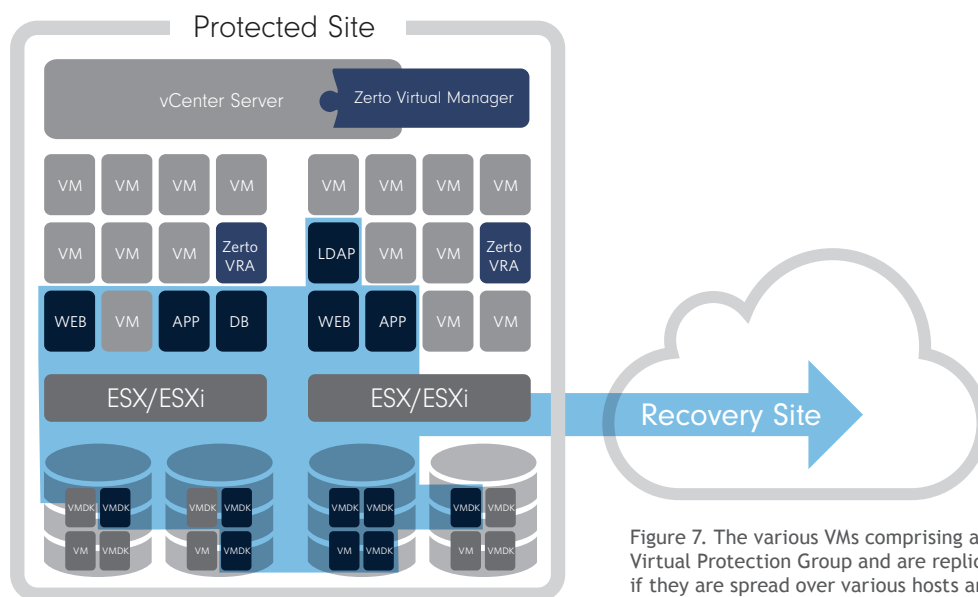 Protected Site
vCenter Server
Zerto Virtual Manager
VM VM VM VM VM VM VM VM
VM VM VM Zerto VRA LDAP VM VM Zerto VRA
WEB VM APP DB WEB APP VM VM
ESX/ESXi ESX/ESXi
Recovery Site
VMDK VMDK VMDK VMDK VMDK VMDK VMDK VMDK
VM VMDK VM VMDK VM VMDK VM VMDK
Figure 7. The various VMs comprising a
Virtual Protection Group and are replic
if they are spread over various hosts a